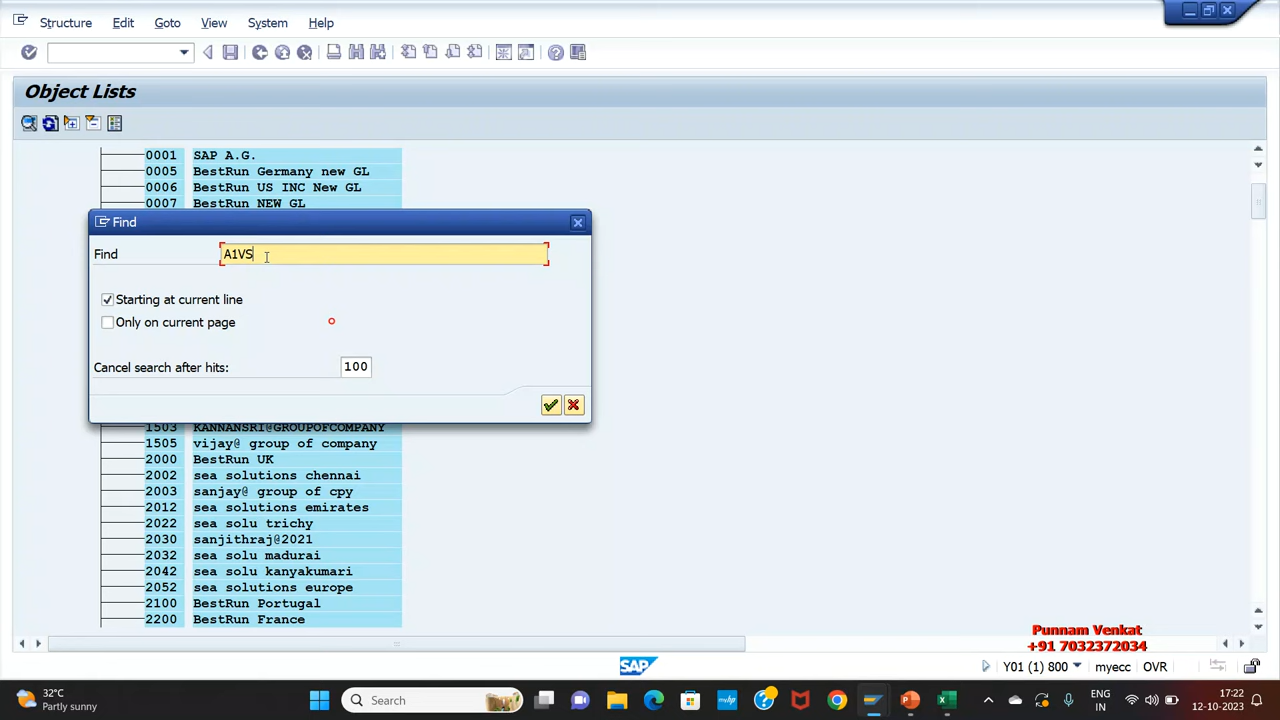 Structure Edit Goto View System Help
Object Lists
0001 SAP A.G.
0005 BestRun Germany new GL
0006 BestRun US INC New GL
0007 BestRun NEW GL
Find
Find A1VS
Starting at current line
Only on current page
Cancel search after hits: 100
1503 KANNANSRI@GROUPOFCOMPANY
1505 vijay@ group of company
2000 BestRun UK
2002 sea solutions chennai
2003 sanjay@ group of cpy
2012 sea solutions emirates
2022 sea solu trichy
2030 sanjithraj@2021
2032 sea solu madurai
2042 sea solu kanyakumari
2052 sea solutions europe
2100 BestRun Portugal
2200 BestRun France
Punnam Venkat
+91 7032372034
SAP Y01 (1) 800 myecc OVR
32°C
Partly sunny
Search
ENG
IN
17:22
12-10-2023